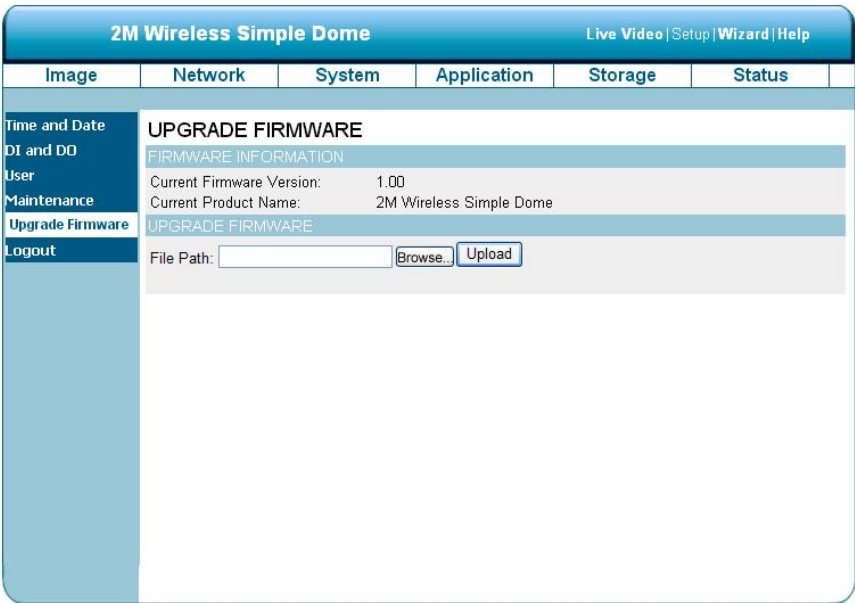 2M Wireless Simple Dome
Live Video|Setup|Wizard|Help
Image Network System Application Storage Status
Time and Date
DI and DO
User
Maintenance
Upgrade Firmware
Logout
UPGRADE FIRMWARE
FIRMWARE INFORMATION
Current Firmware Version: 1.00
Current Product Name: 2M Wireless Simple Dome
UPGRADE FIRMWARE
File Path: Browse... Upload